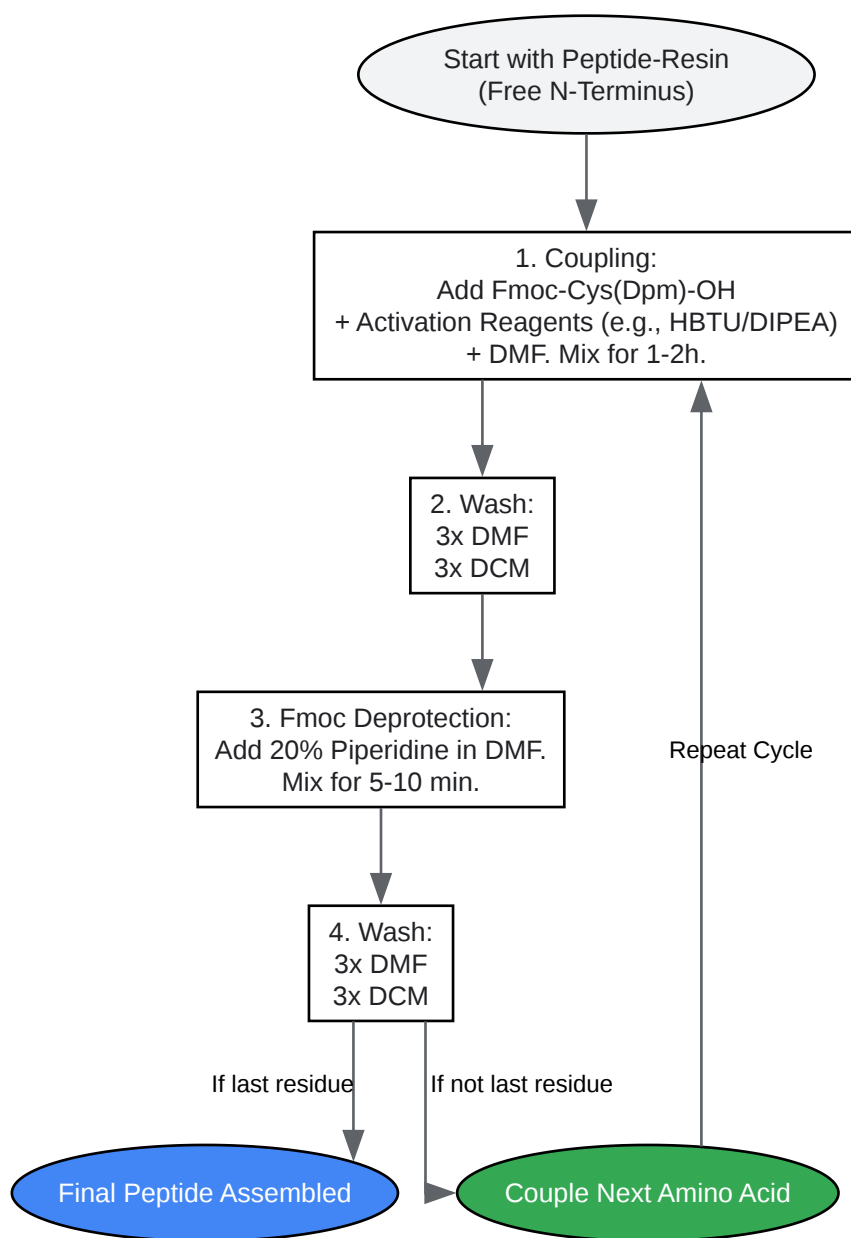 Start with Peptide-Resin
(Free N-Terminus)
1. Coupling:
Add Fmoc-Cys(Dpm)-OH
+ Activation Reagents (e.g., HBTU/DIPEA)
+ DMF. Mix for 1-2h.
2. Wash:
3x DMF
3x DCM
3. Fmoc Deprotection:
Add 20% Piperidine in DMF.
Mix for 5-10 min.
Repeat Cycle
4. Wash:
3x DMF
3x DCM
If last residue
If not last residue
Final Peptide Assembled
Couple Next Amino Acid